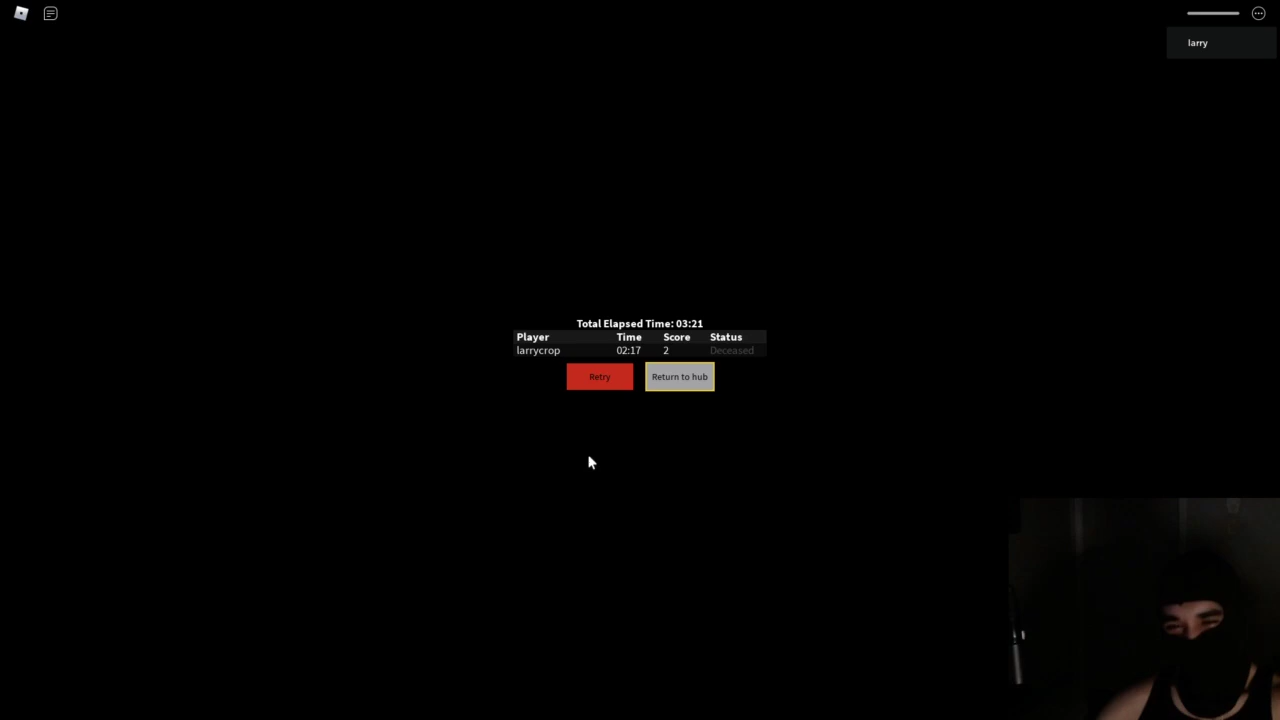 larry
Total Elapsed Time: 03:21
Player Time Score Status
larrycrop 02:17 2 Deceased
Retry Return to hub